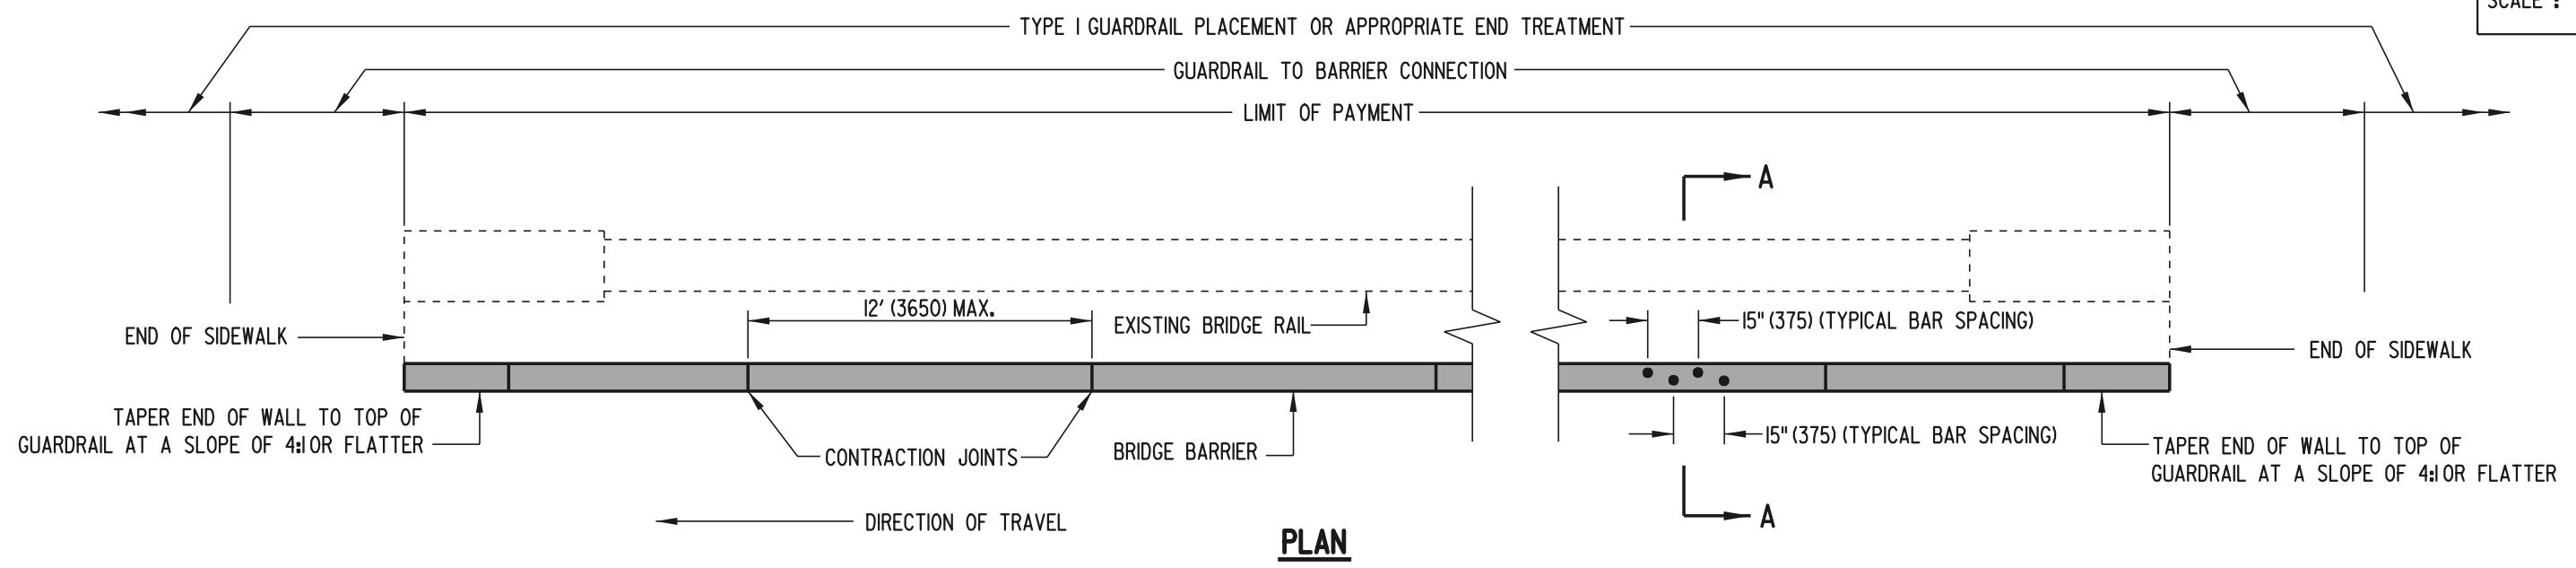 SCALE :
TYPE I GUARDRAIL PLACEMENT OR APPROPRIATE END TREATMENT
GUARDRAIL TO BARRIER CONNECTION
LIMIT OF PAYMENT
A
12' (3650) MAX.
EXISTING BRIDGE RAIL
15" (375) (TYPICAL BAR SPACING)
END OF SIDEWALK
END OF SIDEWALK
TAPER END OF WALL TO TOP OF
GUARDRAIL AT A SLOPE OF 4:1 OR FLATTER
CONTRACTION JOINTS
BRIDGE BARRIER
15" (375) (TYPICAL BAR SPACING)
TAPER END OF WALL TO TOP OF
GUARDRAIL AT A SLOPE OF 4:1 OR FLATTER
DIRECTION OF TRAVEL
A
PLAN